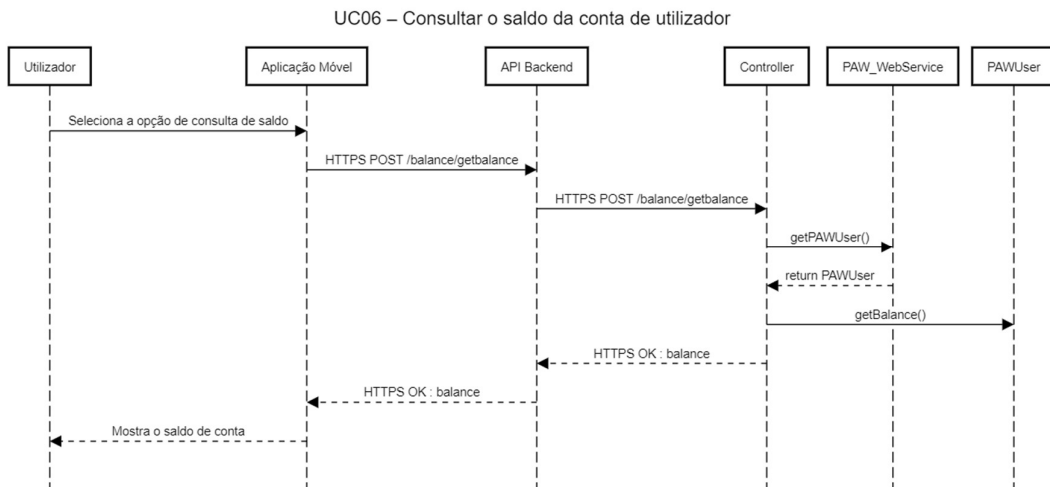 UC06 – Consultar o saldo da conta de utilizador
Utilizador
Aplicação Móvel
API Backend
Controller
PAW_WebService
PAWUser
Seleciona a opção de consulta de saldo
HTTPS POST /balance/getbalance
HTTPS POST /balance/getbalance
getPAWUser()
return PAWUser
getBalance()
HTTPS OK : balance
HTTPS OK : balance
Mostra o saldo de conta